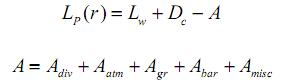 L_P(r) = L_w + D_c − A
A = A_div + A_atm + A_gr + A_bar + A_misc